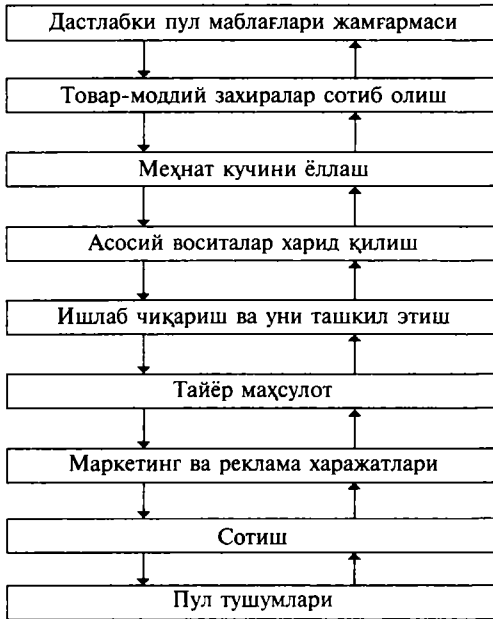 Дастлабки пул маблағлари жамғармаси
Товар-моддий захиралар сотиб олиш
Меҳнат кучини ёллаш
Асосий воситалар харид қилиш
Ишлаб чиқариш ва уни ташкил этиш
Тайёр маҳсулот
Маркетинг ва реклама харажатлари
Сотиш
Пул тушумлари